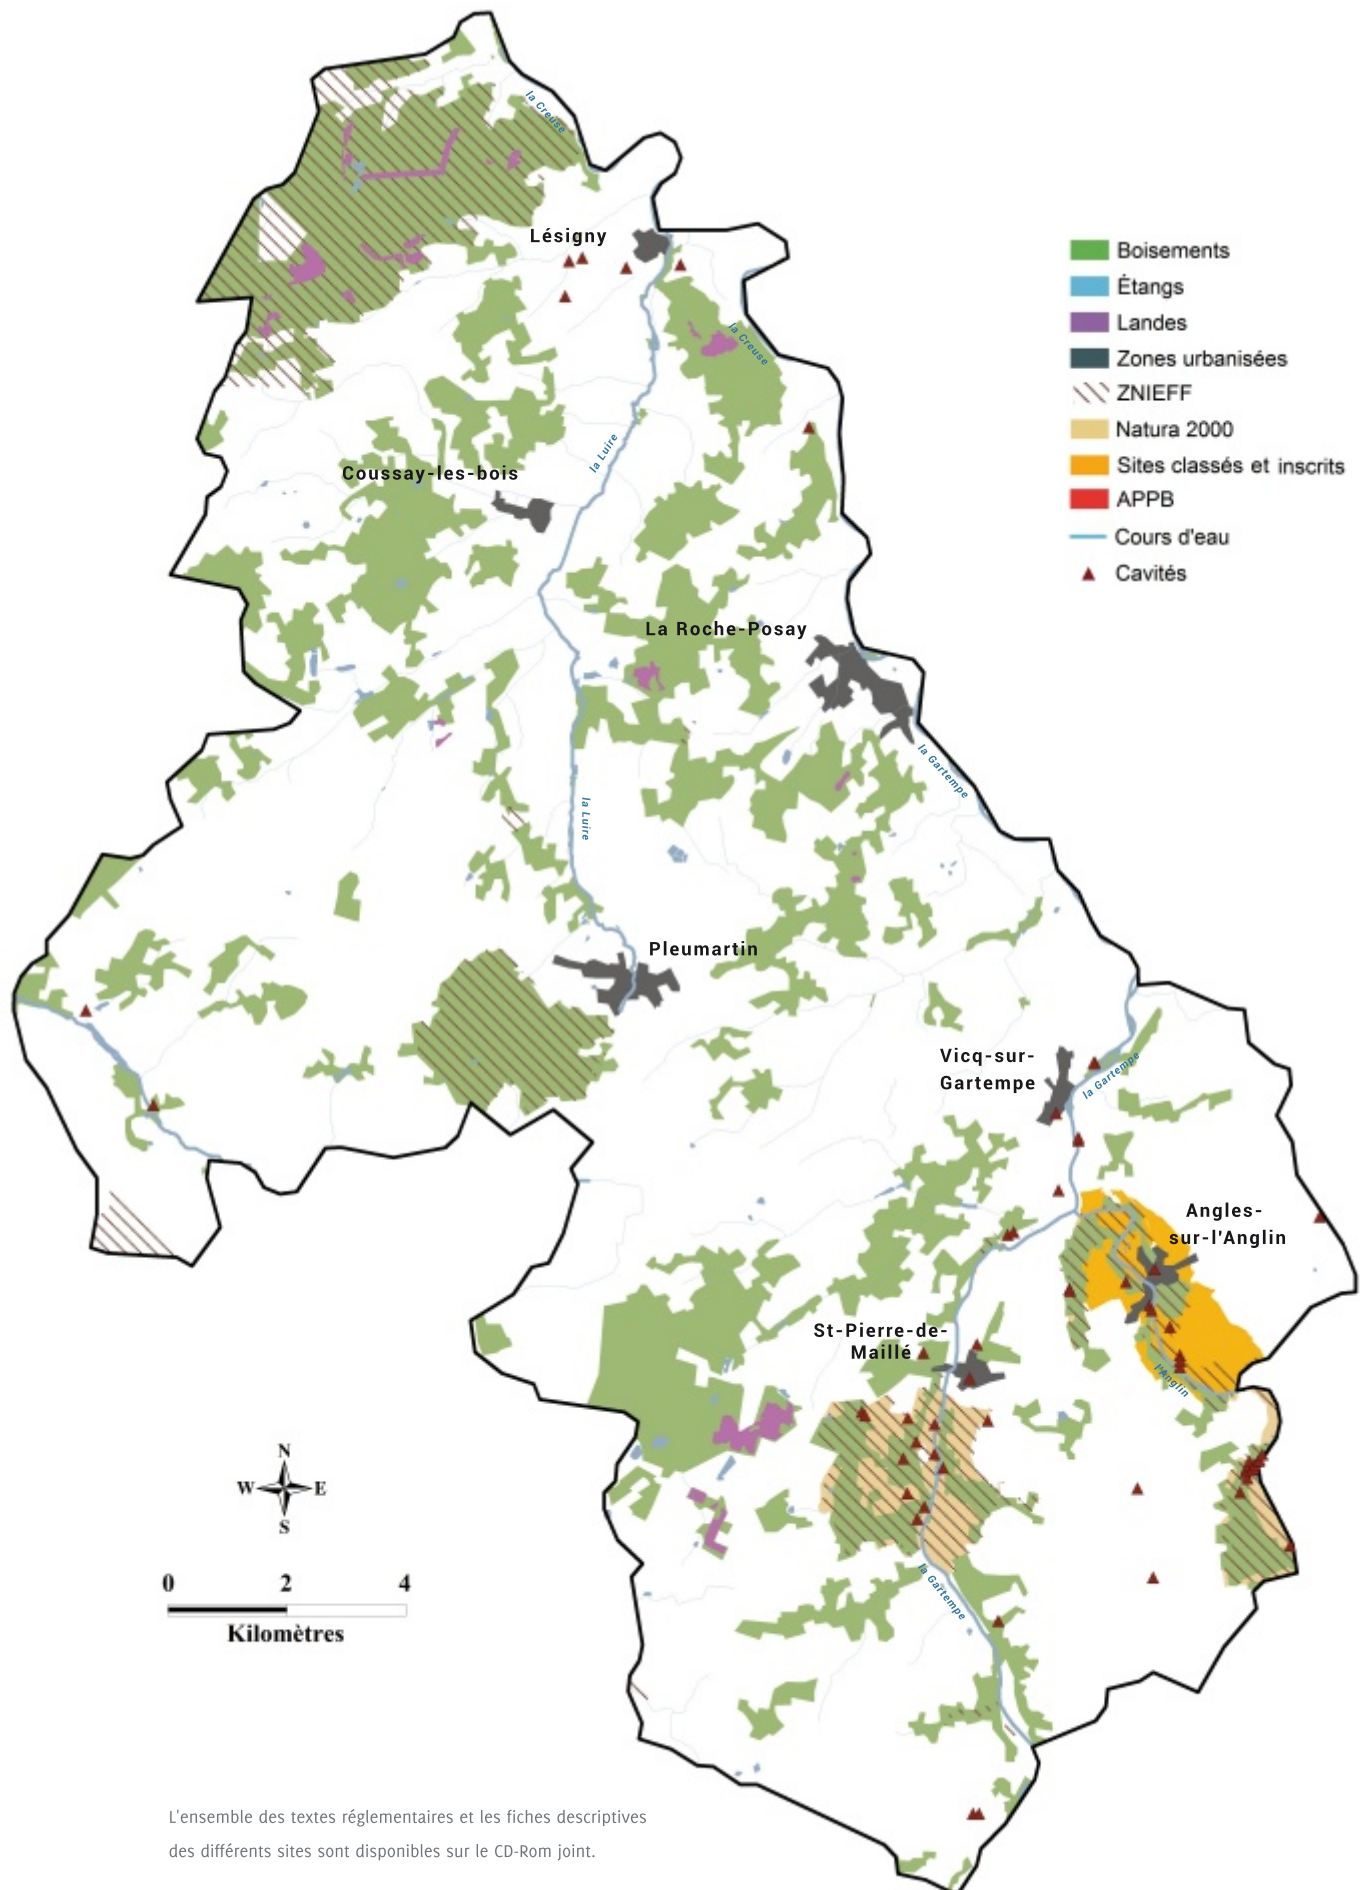 la Creuse
Lésigny
la Creuse
Boisements
Étangs
Landes
Zones urbanisées
ZNIEFF
Natura 2000
Sites classés et inscrits
APPB
Cours d'eau
Cavités
la Luire
Coussay-les-bois
La Roche-Posay
la Gartempe
la Luire
Pleumartin
Vicq-sur-
Gartempe
la Gartempe
Angles-
sur-l'Anglin
St-Pierre-de-
Maillé
l'Anglin
N
W E
S
0 2 4
Kilomètres
la Gartempe
L'ensemble des textes réglementaires et les fiches descriptives
des différents sites sont disponibles sur le CD-Rom joint.